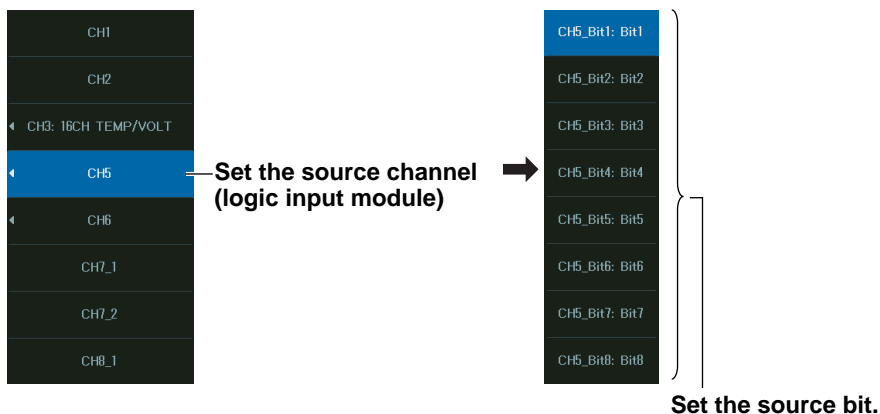 CH1
CH2
CH3: 16CH TEMP/VOLT
CH5
CH6
CH7_1
CH7_2
CH8_1
Set the source channel
(logic input module)
CH5_Bit1: Bit1
CH5_Bit2: Bit2
CH5_Bit3: Bit3
CH5_Bit4: Bit4
CH5_Bit5: Bit5
CH5_Bit6: Bit6
CH5_Bit7: Bit7
CH5_Bit8: Bit8
Set the source bit.